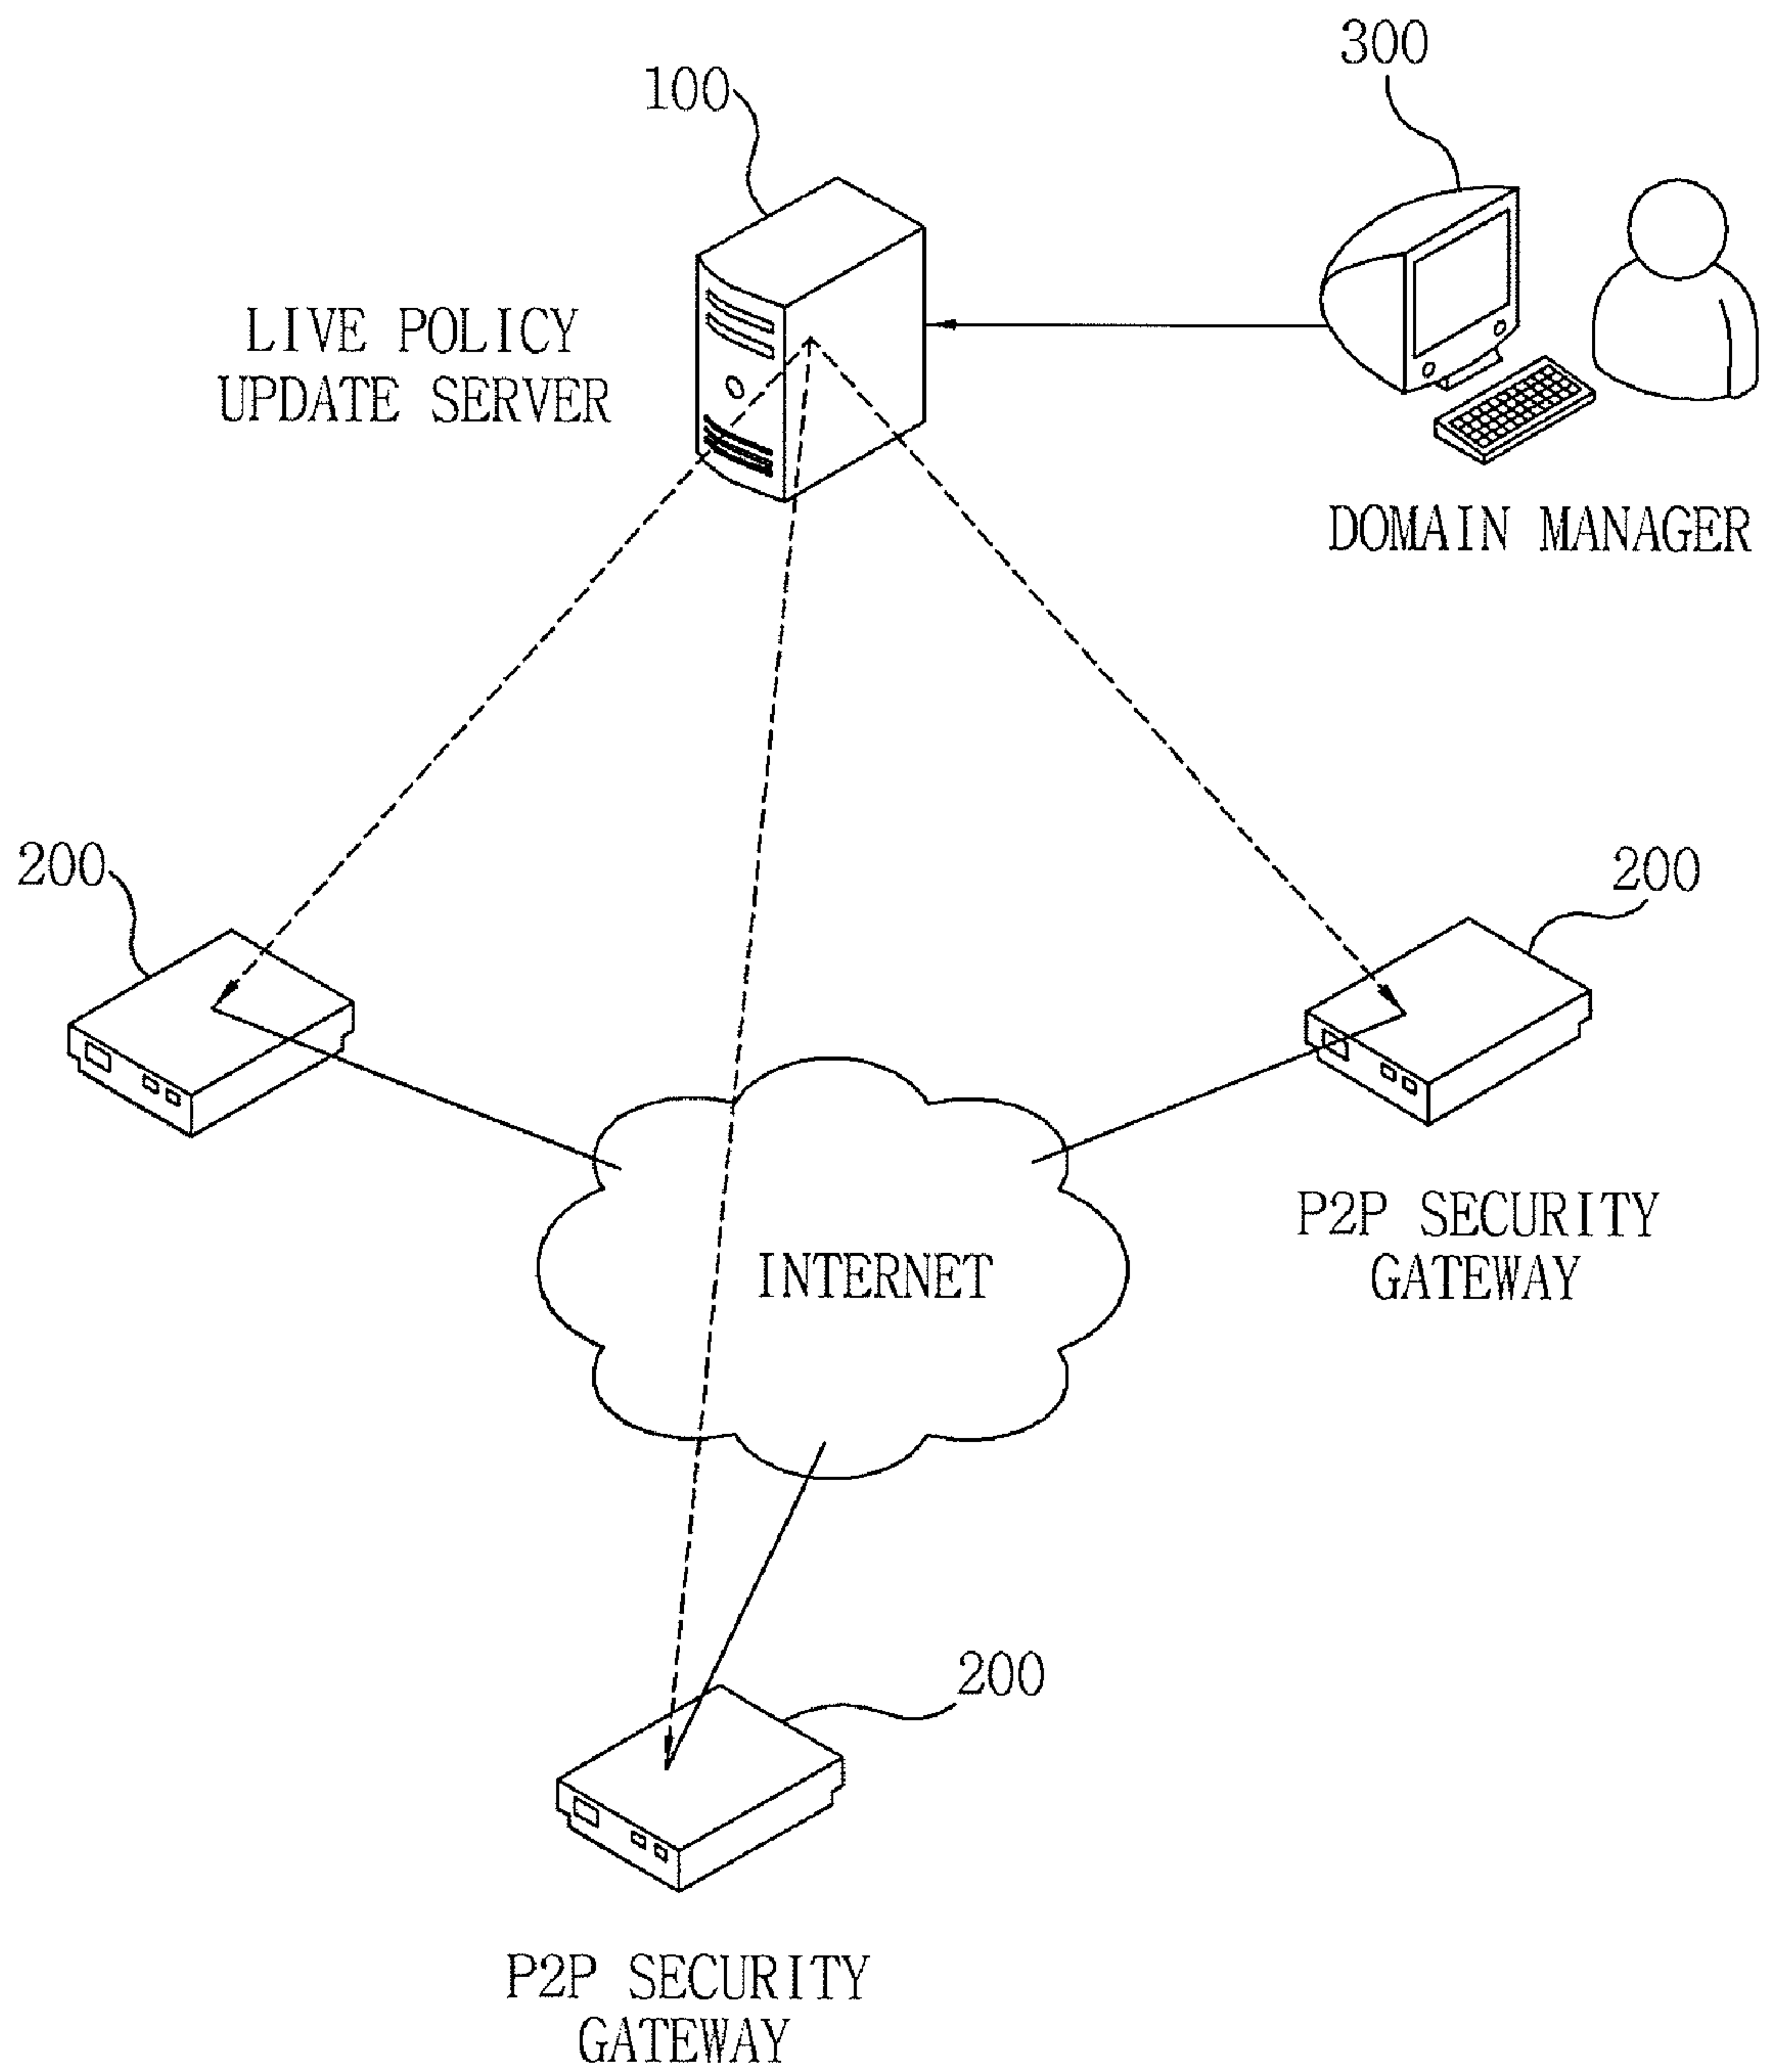 300
100
LIVE POLICY
UPDATE SERVER
DOMAIN MANAGER
200
200
P2P SECURITY
GATEWAY
INTERNET
200
P2P SECURITY
GATEWAY